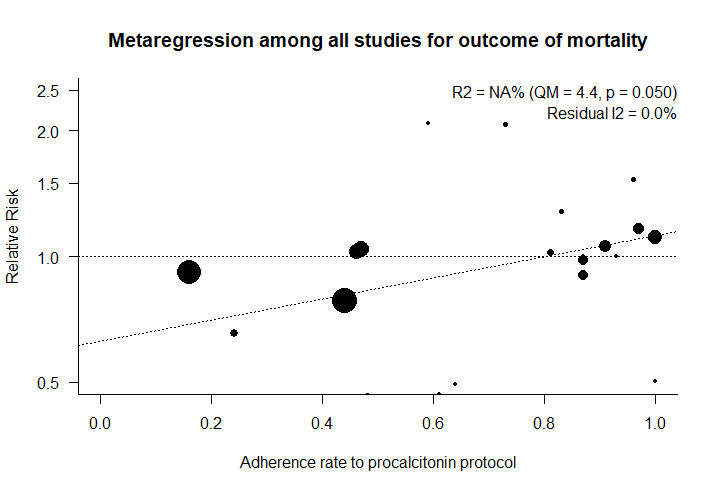 Metaregression among all studies for outcome of mortality
R2 = NA% (QM = 4.4, p = 0.050)
Residual I2 = 0.0%
Relative Risk
2.5
2.0
1.5
1.0
0.5
0.0 0.2 0.4 0.6 0.8 1.0
Adherence rate to procalcitonin protocol